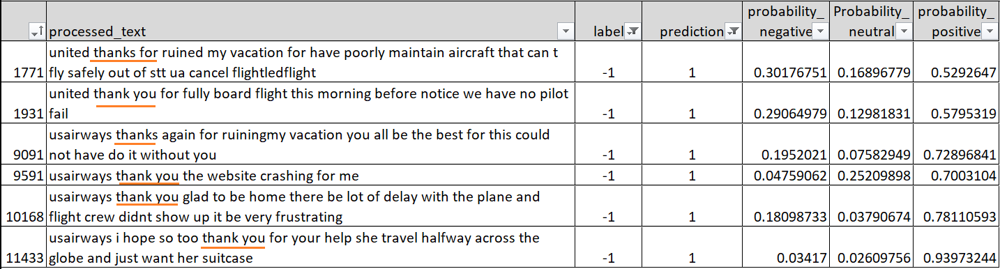 processed_text label prediction probability_negative Probability_neutral probability_positive
united thanks for ruined my vacation for have poorly maintain aircraft that can t
1771 fly safely out of stt ua cancel flightledflight -1 1 0.30176751 0.16896779 0.5292647
united thank you for fully board flight this morning before notice we have no pilot
1931 fail -1 1 0.29064979 0.12981831 0.5795319
usairways thanks again for ruiningmy vacation you all be the best for this could
9091 not have do it without you -1 1 0.1952021 0.07582949 0.72896841
9591 usairways thank you the website crashing for me -1 1 0.04759062 0.25209898 0.7003104
usairways thank you glad to be home there be lot of delay with the plane and
10168 flight crew didnt show up it be very frustrating -1 1 0.18098733 0.03790674 0.78110593
usairways i hope so too thank you for your help she travel halfway across the
11433 globe and just want her suitcase -1 1 0.03417 0.02609756 0.93973244